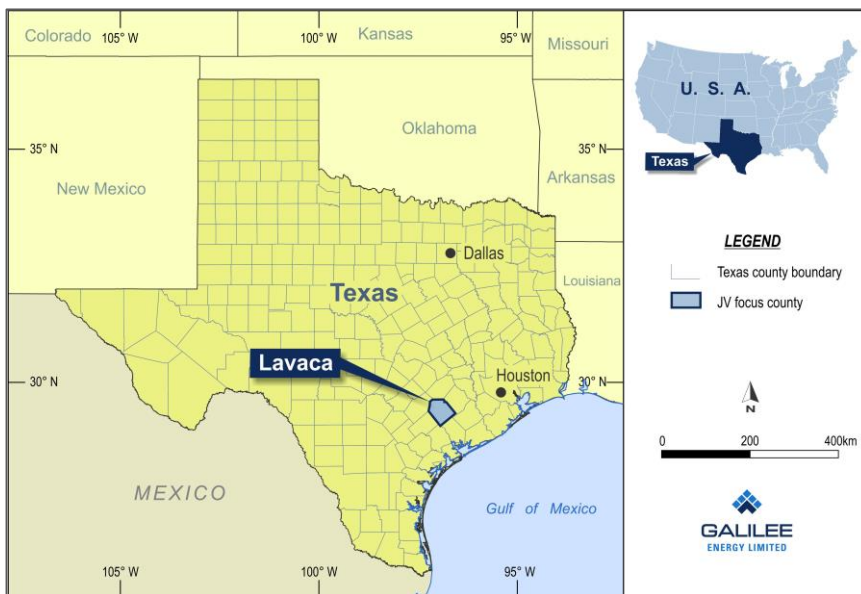 Colorado
105° W
100° W
Kansas
95° W
Missouri
35° N
Oklahoma
35° N
New Mexico
Arkansas
Dallas
Texas
Louisiana
Lavaca
Houston
30° N
30° N
MEXICO
Gulf of Mexico
105° W
100° W
95° W
U. S. A.
Texas
LEGEND
Texas county boundary
JV focus county
N
0 200 400km
GALILEE
ENERGY LIMITED